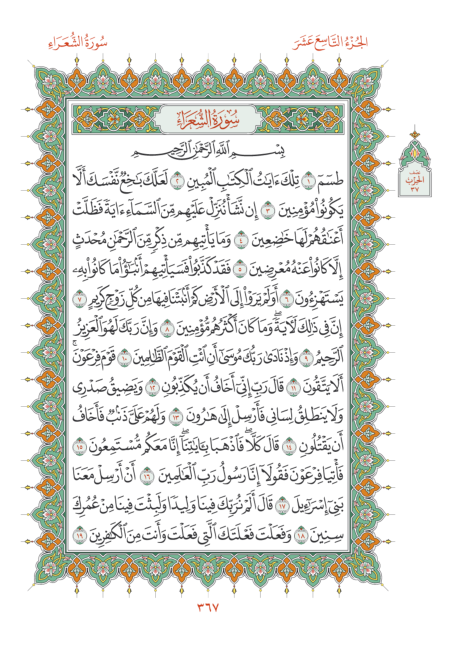 سُورَةُ الشُّعَرَاءِ
الجُزْءُ التَّاسِعَ عَشَرَ
سُورَةُ الشُّعَرَاءِ
بِسْمِ اللَّهِ الرَّحْمَٰنِ الرَّحِيمِ
طسٓمٓ ١ تِلْكَ ءَايَٰتُ ٱلْكِتَٰبِ ٱلْمُبِينِ ٢ لَعَلَّكَ بَٰخِعٌ نَّفْسَكَ أَلَّا
يَكُونُوا۟ مُؤْمِنِينَ ٣ إِن نَّشَأْ نُنَزِّلْ عَلَيْهِم مِّنَ ٱلسَّمَآءِ ءَايَةً فَظَلَّتْ
أَعْنَٰقُهُمْ لَهَا خَٰضِعِينَ ٤ وَمَا يَأْتِيهِم مِّن ذِكْرٍ مِّنَ ٱلرَّحْمَٰنِ مُحْدَثٍ
إِلَّا كَانُوا۟ عَنْهُ مُعْرِضِينَ ٥ فَقَدْ كَذَّبُوا۟ فَسَيَأْتِيهِمْ أَنۢبَٰٓؤُا۟ مَا كَانُوا۟ بِهِۦ
يَسْتَهْزِءُونَ ٦ أَوَلَمْ يَرَوْا۟ إِلَى ٱلْأَرْضِ كَمْ أَنۢبَتْنَا فِيهَا مِن كُلِّ زَوْجٍ كَرِيمٍ ٧
إِنَّ فِى ذَٰلِكَ لَءَايَةً وَمَا كَانَ أَكْثَرُهُم مُّؤْمِنِينَ ٨ وَإِنَّ رَبَّكَ لَهُوَ ٱلْعَزِيزُ
ٱلرَّحِيمُ ٩ وَإِذْ نَادَىٰ رَبُّكَ مُوسَىٰٓ أَنِ ٱئْتِ ٱلْقَوْمَ ٱلظَّٰلِمِينَ ١٠ قَوْمَ فِرْعَوْنَ
أَلَا يَتَّقُونَ ١١ قَالَ رَبِّ إِنِّىٓ أَخَافُ أَن يُكَذِّبُونِ ١٢ وَيَضِيقُ صَدْرِى
وَلَا يَنطَلِقُ لِسَانِى فَأَرْسِلْ إِلَىٰ هَٰرُونَ ١٣ وَلَهُمْ عَلَىَّ ذَنۢبٌ فَأَخَافُ
أَن يَقْتُلُونِ ١٤ قَالَ كَلَّا فَٱذْهَبَا بِـَٔايَٰتِنَآ إِنَّا مَعَكُم مُّسْتَمِعُونَ ١٥
فَأْتِيَا فِرْعَوْنَ فَقُولَآ إِنَّا رَسُولُ رَبِّ ٱلْعَٰلَمِينَ ١٦ أَنْ أَرْسِلْ مَعَنَا
بَنِىٓ إِسْرَٰٓءِيلَ ١٧ قَالَ أَلَمْ نُرَبِّكَ فِينَا وَلِيدًا وَلَبِثْتَ فِينَا مِنْ عُمُرِكَ
سِنِينَ ١٨ وَفَعَلْتَ فَعْلَتَكَ ٱلَّتِى فَعَلْتَ وَأَنتَ مِنَ ٱلْكَٰفِرِينَ ١٩
الحِزْبُ
٣٧
٣٦٧